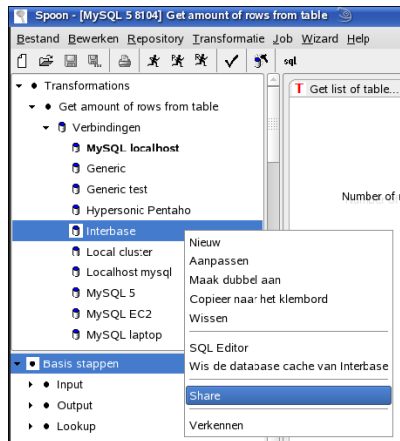 Spoon - [MySQL 5 8104] Get amount of rows from table
Bestand Bewerken Repository Transformatie Job Wizard Help
sql
Transformations
Get amount of rows from table
Verbindingen
MySQL localhost
Generic
Generic test
Hypersonic Pentaho
Interbase
Local cluster
Localhost mysql
MySQL 5
MySQL EC2
MySQL laptop
Basis stappen
Input
Output
Lookup
T Get list of table...
Number of
Nieuw
Aanpassen
Maak dubbel aan
Copieer naar het klembord
Wissen
SQL Editor
Wis de database cache van Interbase
Share
Verkennen